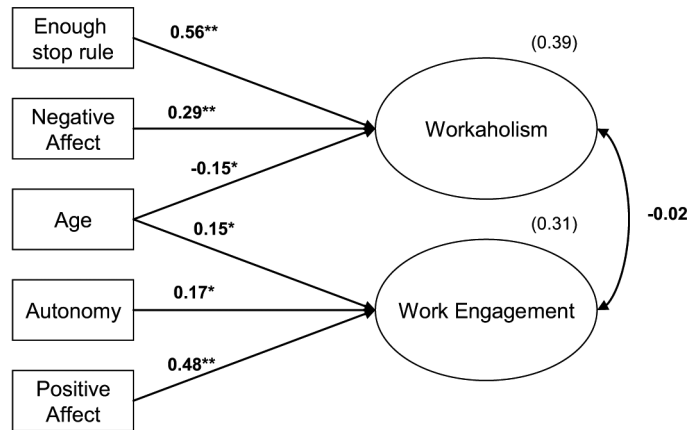 Enough
stop rule
0.56**
(0.39)
Negative
Affect
0.29**
Workaholism
-0.15*
Age
0.15*
(0.31)
-0.02
Autonomy
0.17*
Work Engagement
0.48**
Positive
Affect